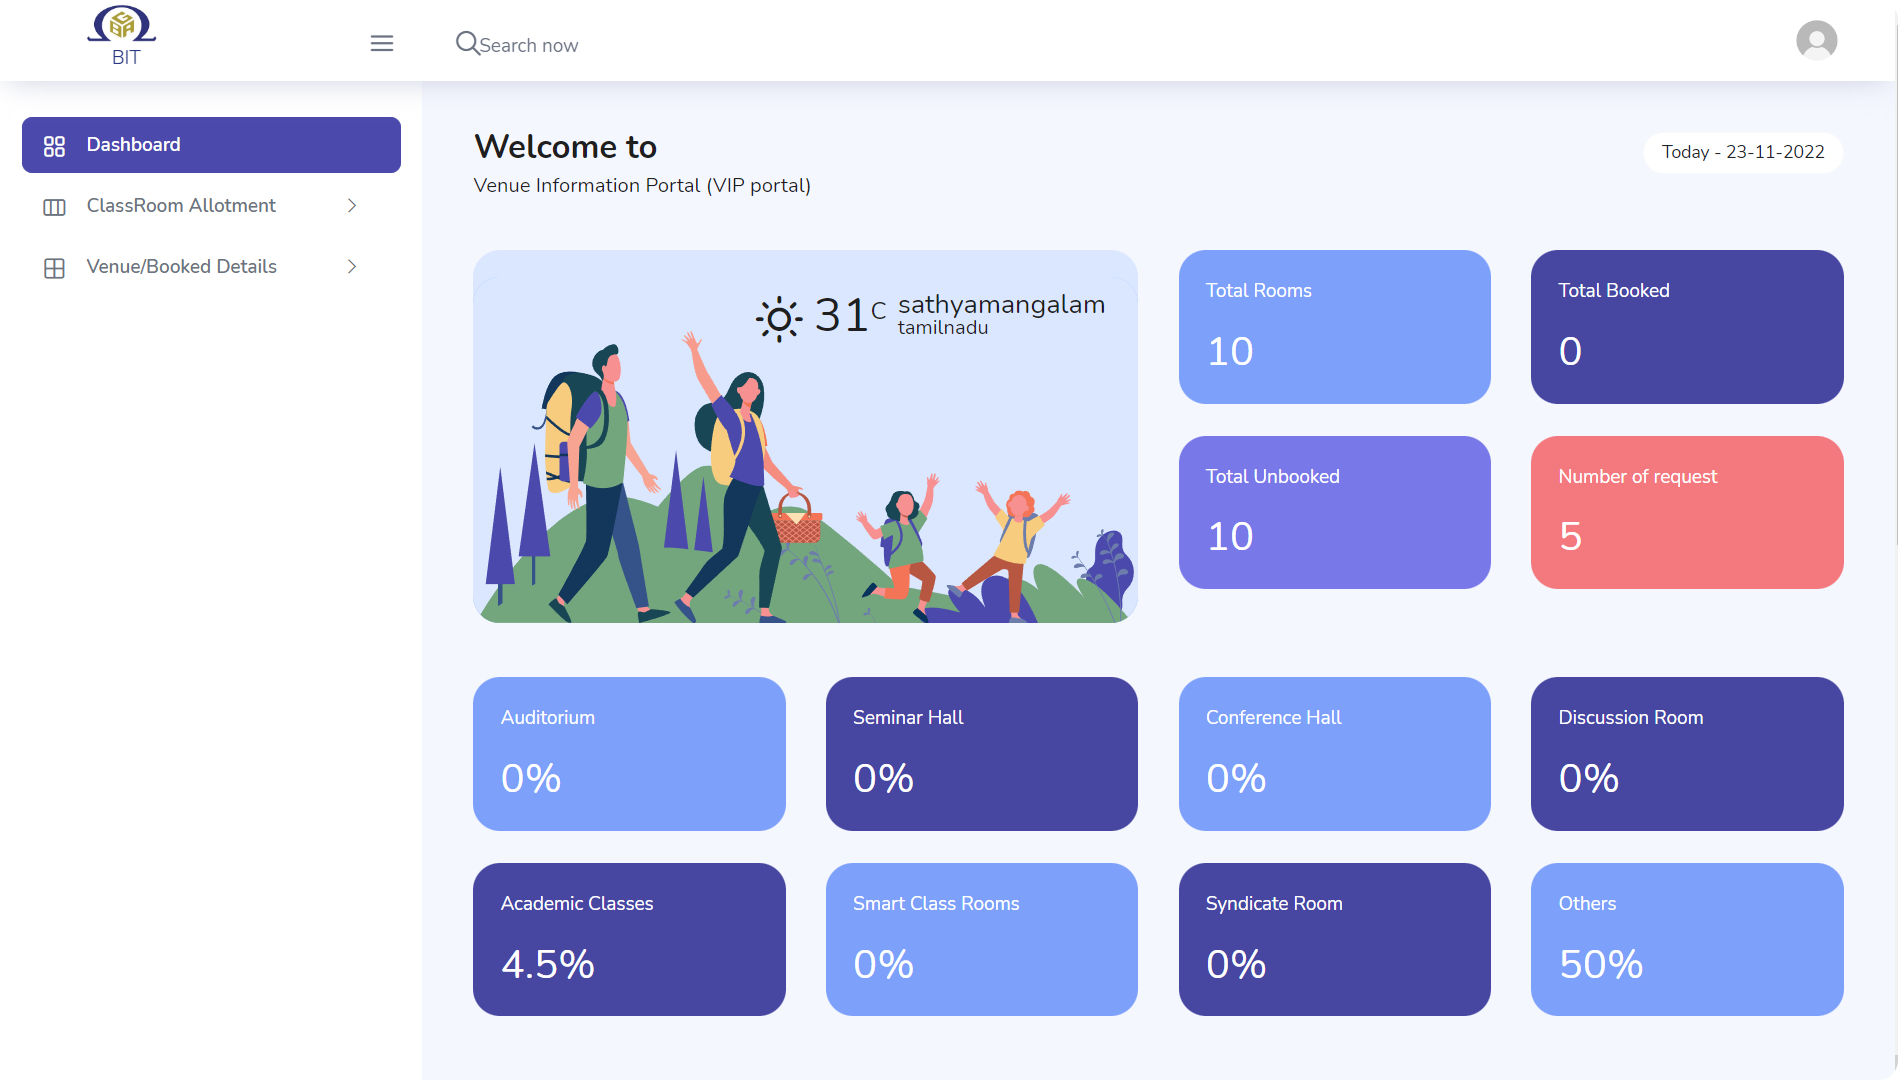 BIT
Search now
Dashboard
ClassRoom Allotment
Venue/Booked Details
Welcome to
Venue Information Portal (VIP portal)
Today - 23-11-2022
31C
sathyamangalam
tamilnadu
Total Rooms
10
Total Booked
0
Total Unbooked
10
Number of request
5
Auditorium
0%
Seminar Hall
0%
Conference Hall
0%
Discussion Room
0%
Academic Classes
4.5%
Smart Class Rooms
0%
Syndicate Room
0%
Others
50%